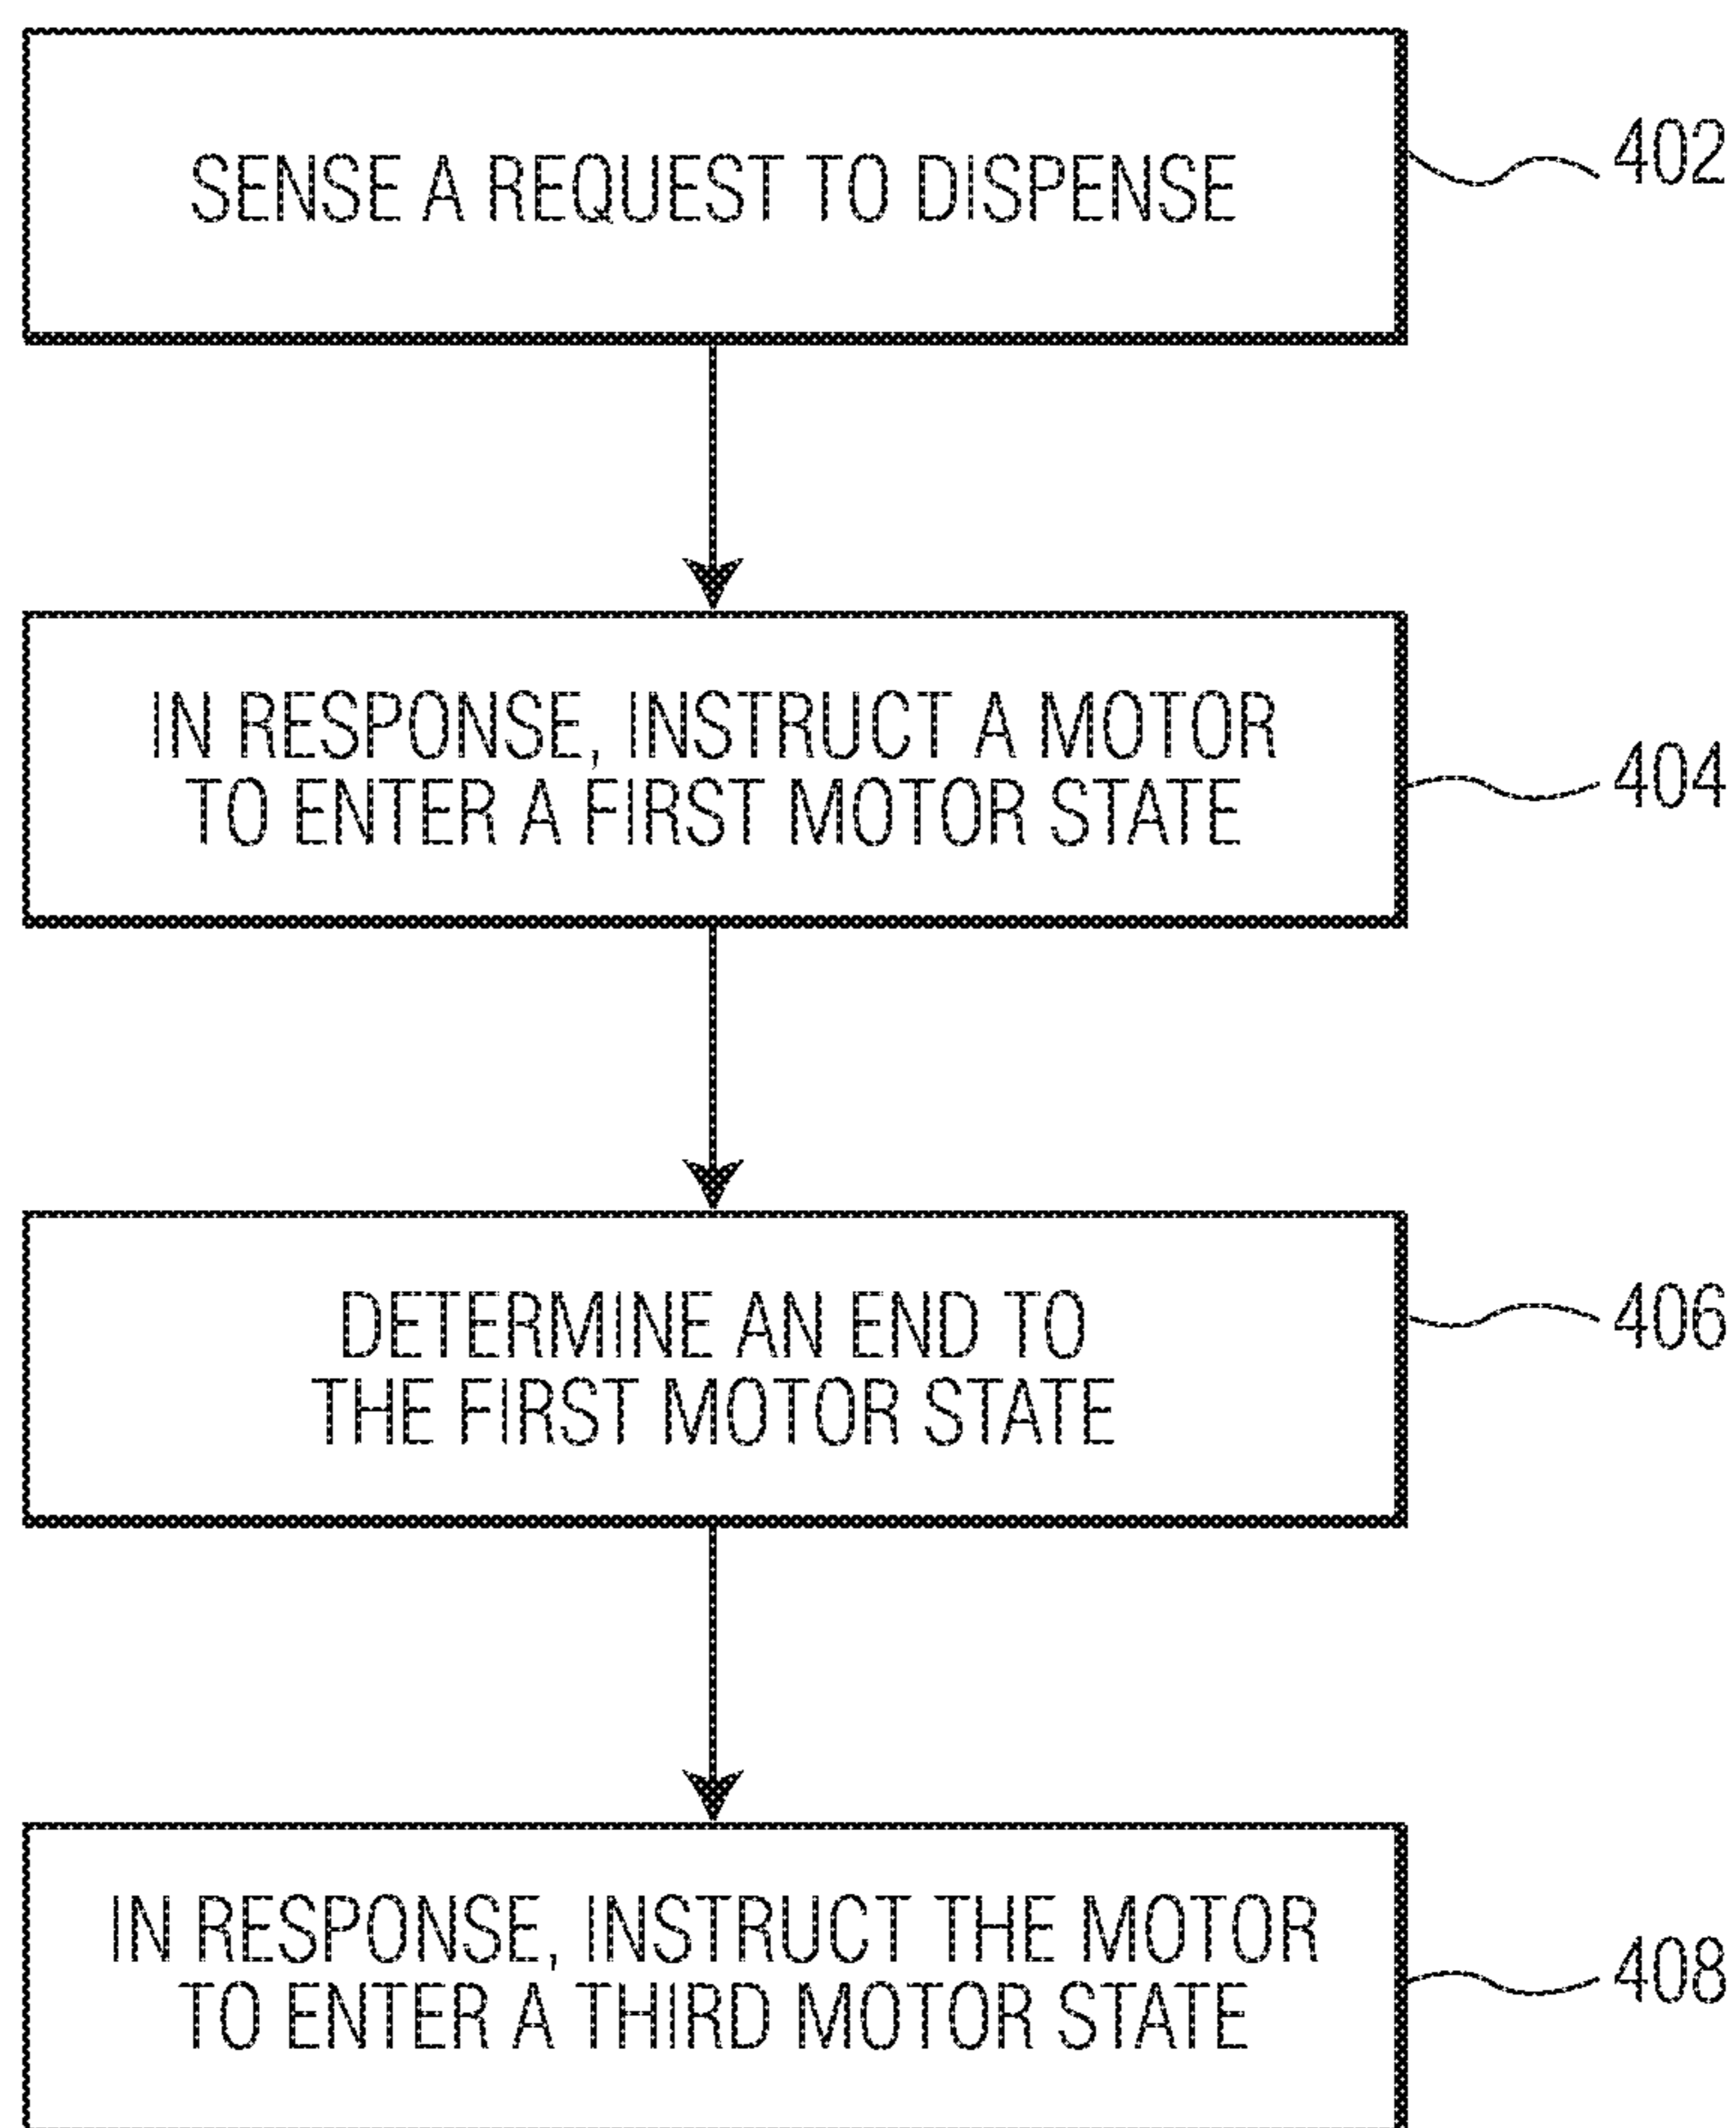 SENSE A REQUEST TO DISPENSE
402
IN RESPONSE, INSTRUCT A MOTOR
TO ENTER A FIRST MOTOR STATE
404
DETERMINE AN END TO
THE FIRST MOTOR STATE
406
IN RESPONSE, INSTRUCT THE MOTOR
TO ENTER A THIRD MOTOR STATE
408